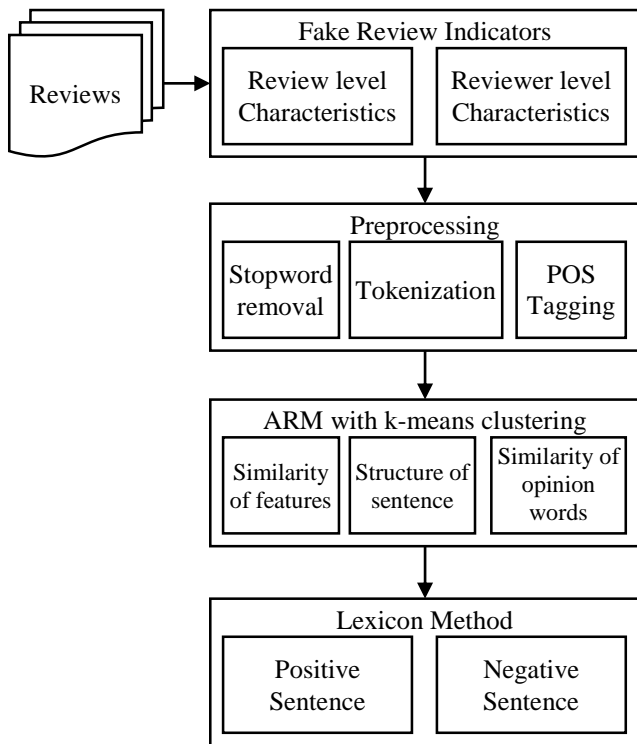 Reviews
Fake Review Indicators
Review level
Characteristics
Reviewer level
Characteristics
Preprocessing
Stopword
removal
Tokenization
POS
Tagging
ARM with k-means clustering
Similarity
of features
Structure of
sentence
Similarity of
opinion
words
Lexicon Method
Positive
Sentence
Negative
Sentence